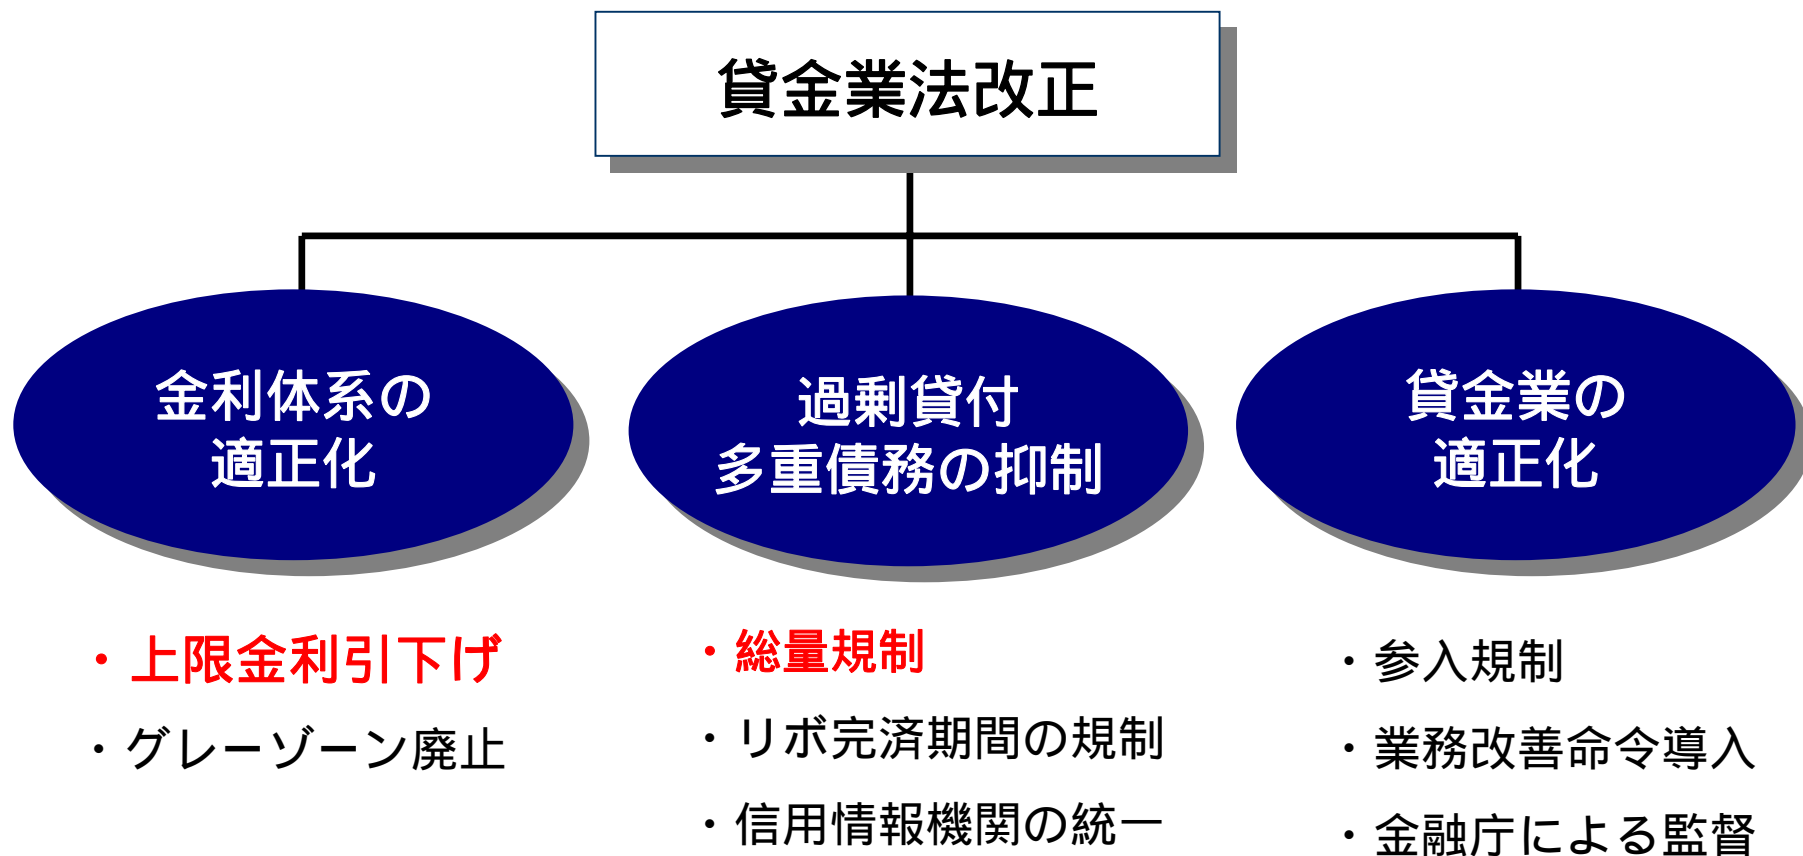 貸金業法改正
金利体系の
適正化
過剰貸付
多重債務の抑制
貸金業の
適正化
・上限金利引下げ
・グレーゾーン廃止
・総量規制
・リボ完済期間の規制
・信用情報機関の統一
・参入規制
・業務改善命令導入
・金融庁による監督